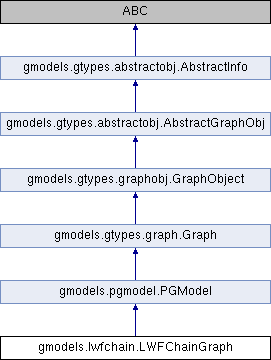 ABC
gmodels.gtypes.abstractobj.AbstractInfo
gmodels.gtypes.abstractobj.AbstractGraphObj
gmodels.gtypes.graphobj.GraphObject
gmodels.gtypes.graph.Graph
gmodels.pgmodel.PGModel
gmodels.lwfchain.LWFChainGraph